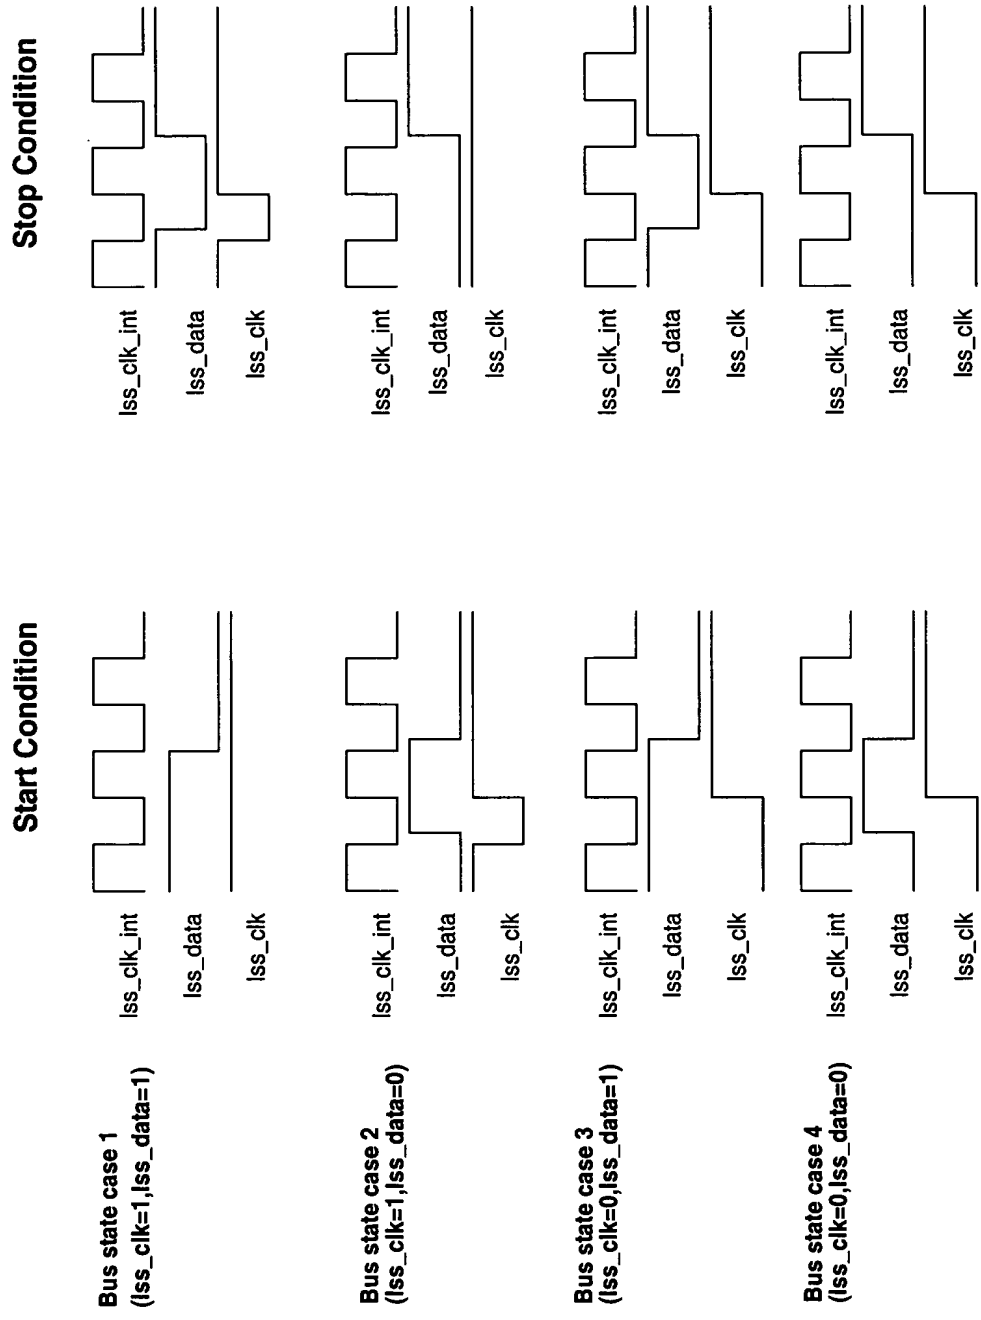 Start Condition
Stop Condition
Bus state case 1
(lss_clk=1,lss_data=1)
lss_clk_int
lss_data
lss_clk
lss_clk_int
lss_data
lss_clk
Bus state case 2
(lss_clk=1,lss_data=0)
lss_clk_int
lss_data
lss_clk
lss_clk_int
lss_data
lss_clk
Bus state case 3
(lss_clk=0,lss_data=1)
lss_clk_int
lss_data
lss_clk
lss_clk_int
lss_data
lss_clk
Bus state case 4
(lss_clk=0,lss_data=0)
lss_clk_int
lss_data
lss_clk
lss_clk_int
lss_data
lss_clk